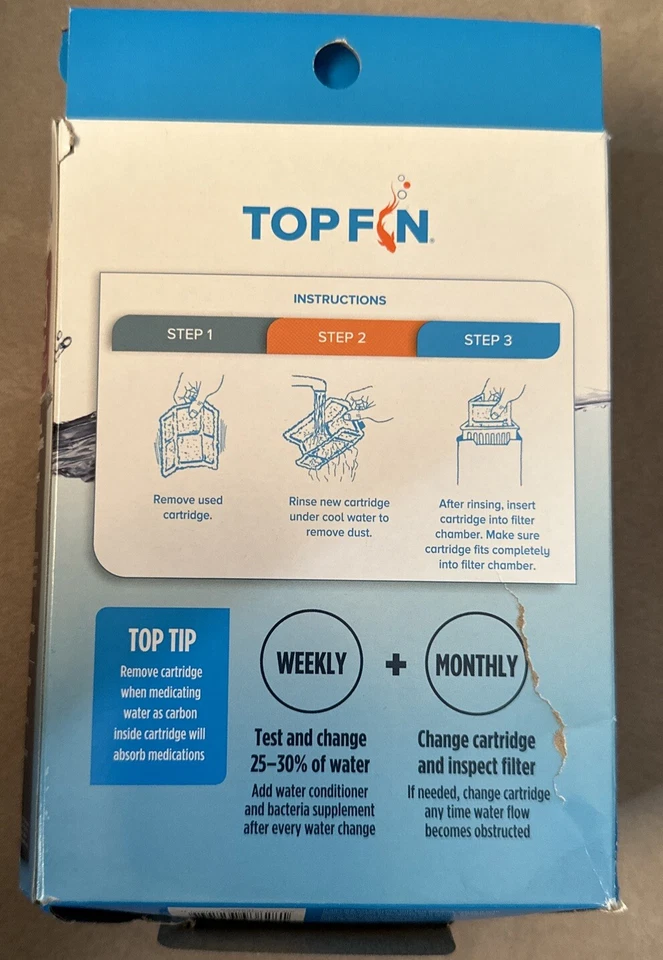 TOP FIN
INSTRUCTIONS
STEP 1
STEP 2
STEP 3
Remove used
cartridge.
Rinse new cartridge
under cool water to
remove dust.
After rinsing, insert
cartridge into filter
chamber. Make sure
cartridge fits completely
into filter chamber.
TOP TIP
Remove cartridge
when medicating
water as carbon
inside cartridge will
absorb medications
WEEKLY
+
MONTHLY
Test and change
25–30% of water
Add water conditioner
and bacteria supplement
after every water change
Change cartridge
and inspect filter
If needed, change cartridge
any time water flow
becomes obstructed